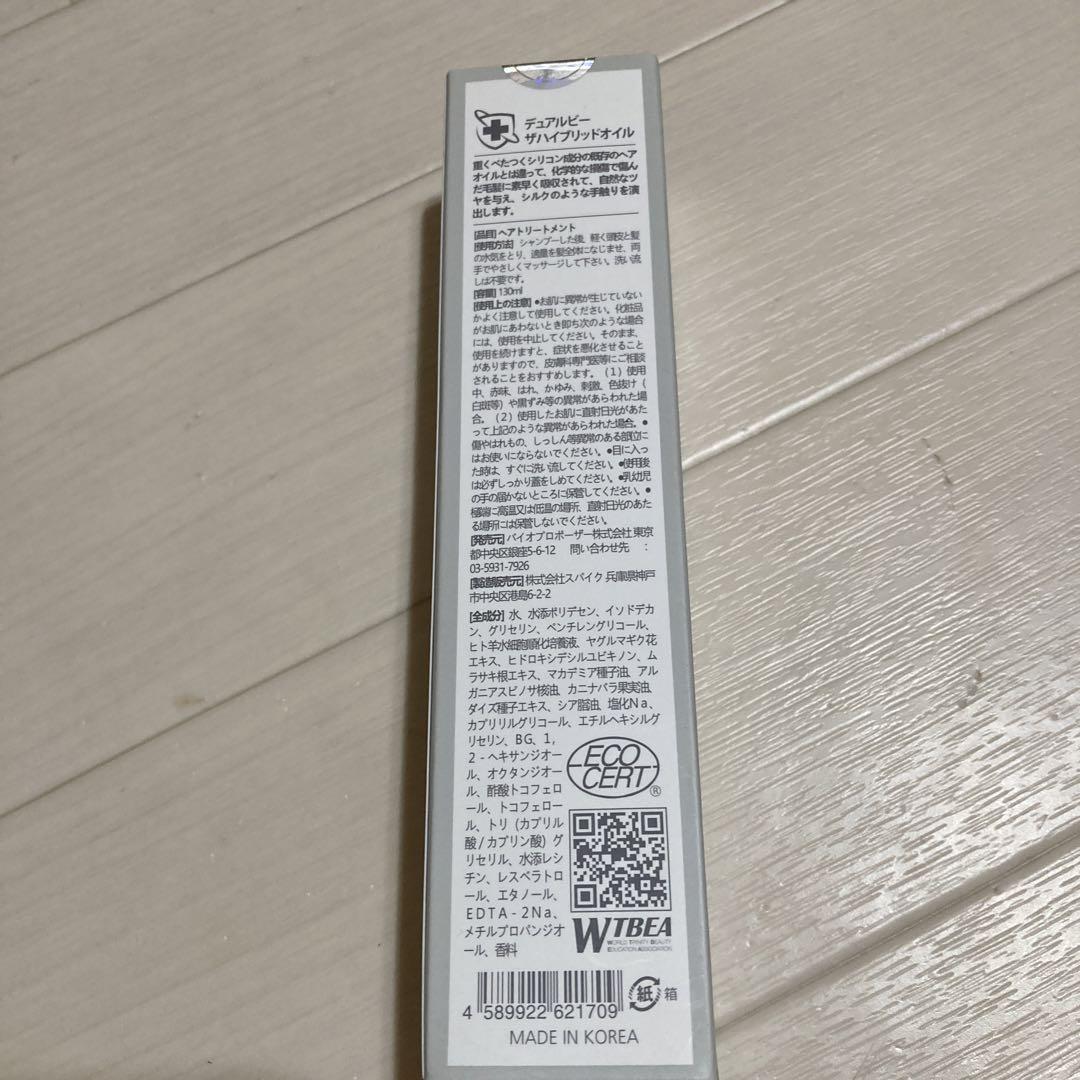 デュアルビー
ザハイブリッドオイル
重くべたつくシリコン成分の既存のヘア
オイルとは違って、化学的な損傷で傷ん
だ毛髪に素早く吸収されて、自然なツ
ヤを与え、シルクのような手触りを演
出します。
[品目] ヘアトリートメント
[使用方法] シャンプーした後、軽く頭皮と髪
の水気をとり、適量を髪全体になじませ、両
手でやさしくマッサージして下さい。洗い流
しは不要です。
[容量] 130ml
[使用上の注意] ●お肌に異常が生じていない
かよく注意して使用してください。化粧品
がお肌にあわないとき即ち次のような場合
には、使用を中止してください。そのまま、
使用を続けますと、症状を悪化させること
がありますので、皮膚科専門医等にご相談
されることをおすすめします。（1）使用
中、赤味、はれ、かゆみ、刺激、色抜け（
白斑等）や黒ずみ等の異常があらわれた場
合。（2）使用したお肌に直射日光があた
って上記のような異常があらわれた場合。●
傷やはれもの、しっしん等異常のある部位に
はお使いにならないでください。●目に入っ
た時は、すぐに洗い流してください。●使用後
は必ずしっかり蓋をしめてください。●乳幼児
の手の届かないところに保管してください。●
極端に高温又は低温の場所、直射日光のあた
る場所には保管しないでください。
[発売元] バイオプロポーザー株式会社 東京
都中央区銀座5-6-12 問い合わせ先 :
03-5931-7926
[製造販売元] 株式会社スパイク 兵庫県神戸
市中央区港島6-2-2
[全成分] 水、水添ポリデセン、イソドデカ
ン、グリセリン、ペンチレングリコール、
ヒト羊水細胞順化培養液、ヤグルマギク花
エキス、ヒドロキシデシルユビキノン、ム
ラサキ根エキス、マカデミア種子油、アル
ガニアスピノサ核油、カニナバラ果実油、
ダイズ種子エキス、シア脂油、塩化Na、
カプリリルグリコール、エチルヘキシルグ
リセリン、BG、1,
2-ヘキサンジオー
ル、オクタンジオー
ル、酢酸トコフェロ
ール、トコフェロー
ル、トリ (カプリル
酸/カプリン酸) グ
リセリル、水添レシ
チン、レスベラトロ
ール、エタノール、
EDTA-2Na、
メチルプロパンジオ
ール、香料
ECO
CERT
®
WTBEA
WORLD TRINITY BEAUTY
EDUCATION ASSOCIATION
4 589922 621709
紙 箱
MADE IN KOREA